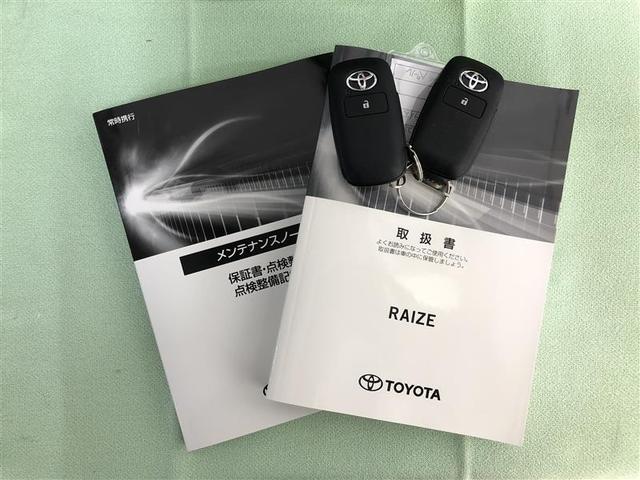 常時携行
メンテナンスノー
保証書・点検整
点検整備記
取扱書
よくお読みになってご使用ください。
取扱書は車の中に保管しましょう。
RAIZE
TOYOTA